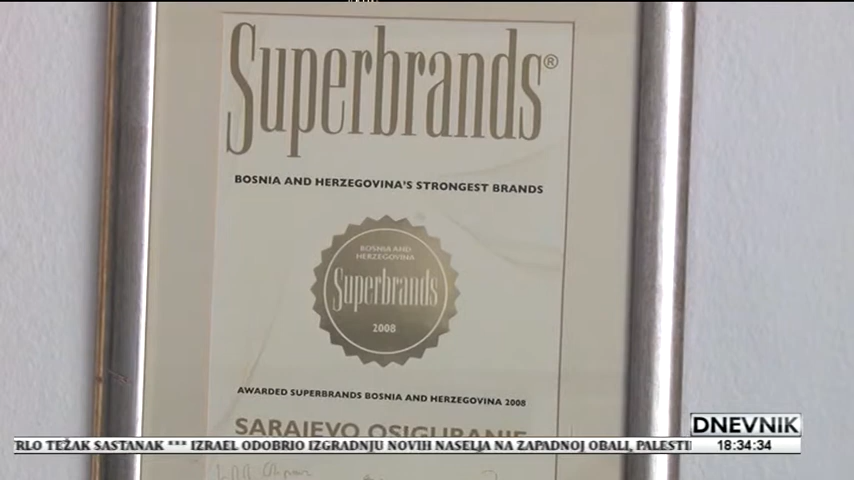 Superbrands®
BOSNIA AND HERZEGOVINA'S STRONGEST BRANDS
BOSNIA AND
HERZEGOVINA
Superbrands
2008
AWARDED SUPERBRANDS BOSNIA AND HERZEGOVINA 2008
SARAJEVO OSIGURANJE
DNEVNIK
RLO TEŽAK SASTANAK *** IZRAEL ODOBRIO IZGRADNJU NOVIH NASELJA NA ZAPADNOJ OBALI, PALESTI
18:34:34